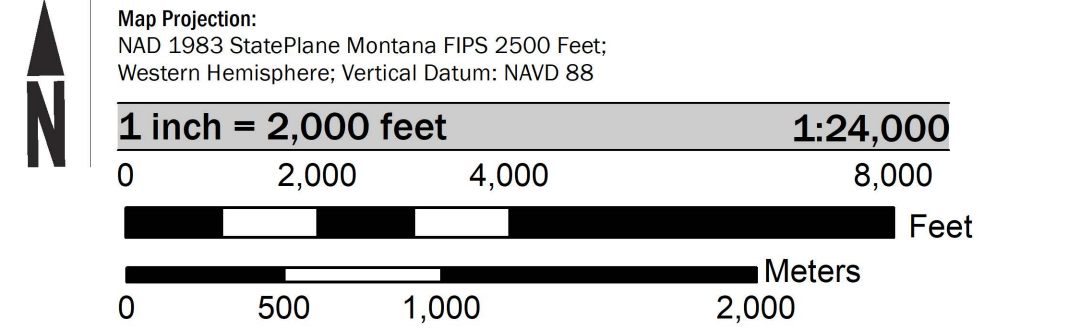 N
Map Projection:
NAD 1983 StatePlane Montana FIPS 2500 Feet;
Western Hemisphere; Vertical Datum: NAVD 88
1 inch = 2,000 feet 1:24,000
0 2,000 4,000 8,000
Feet
Meters
0 500 1,000 2,000